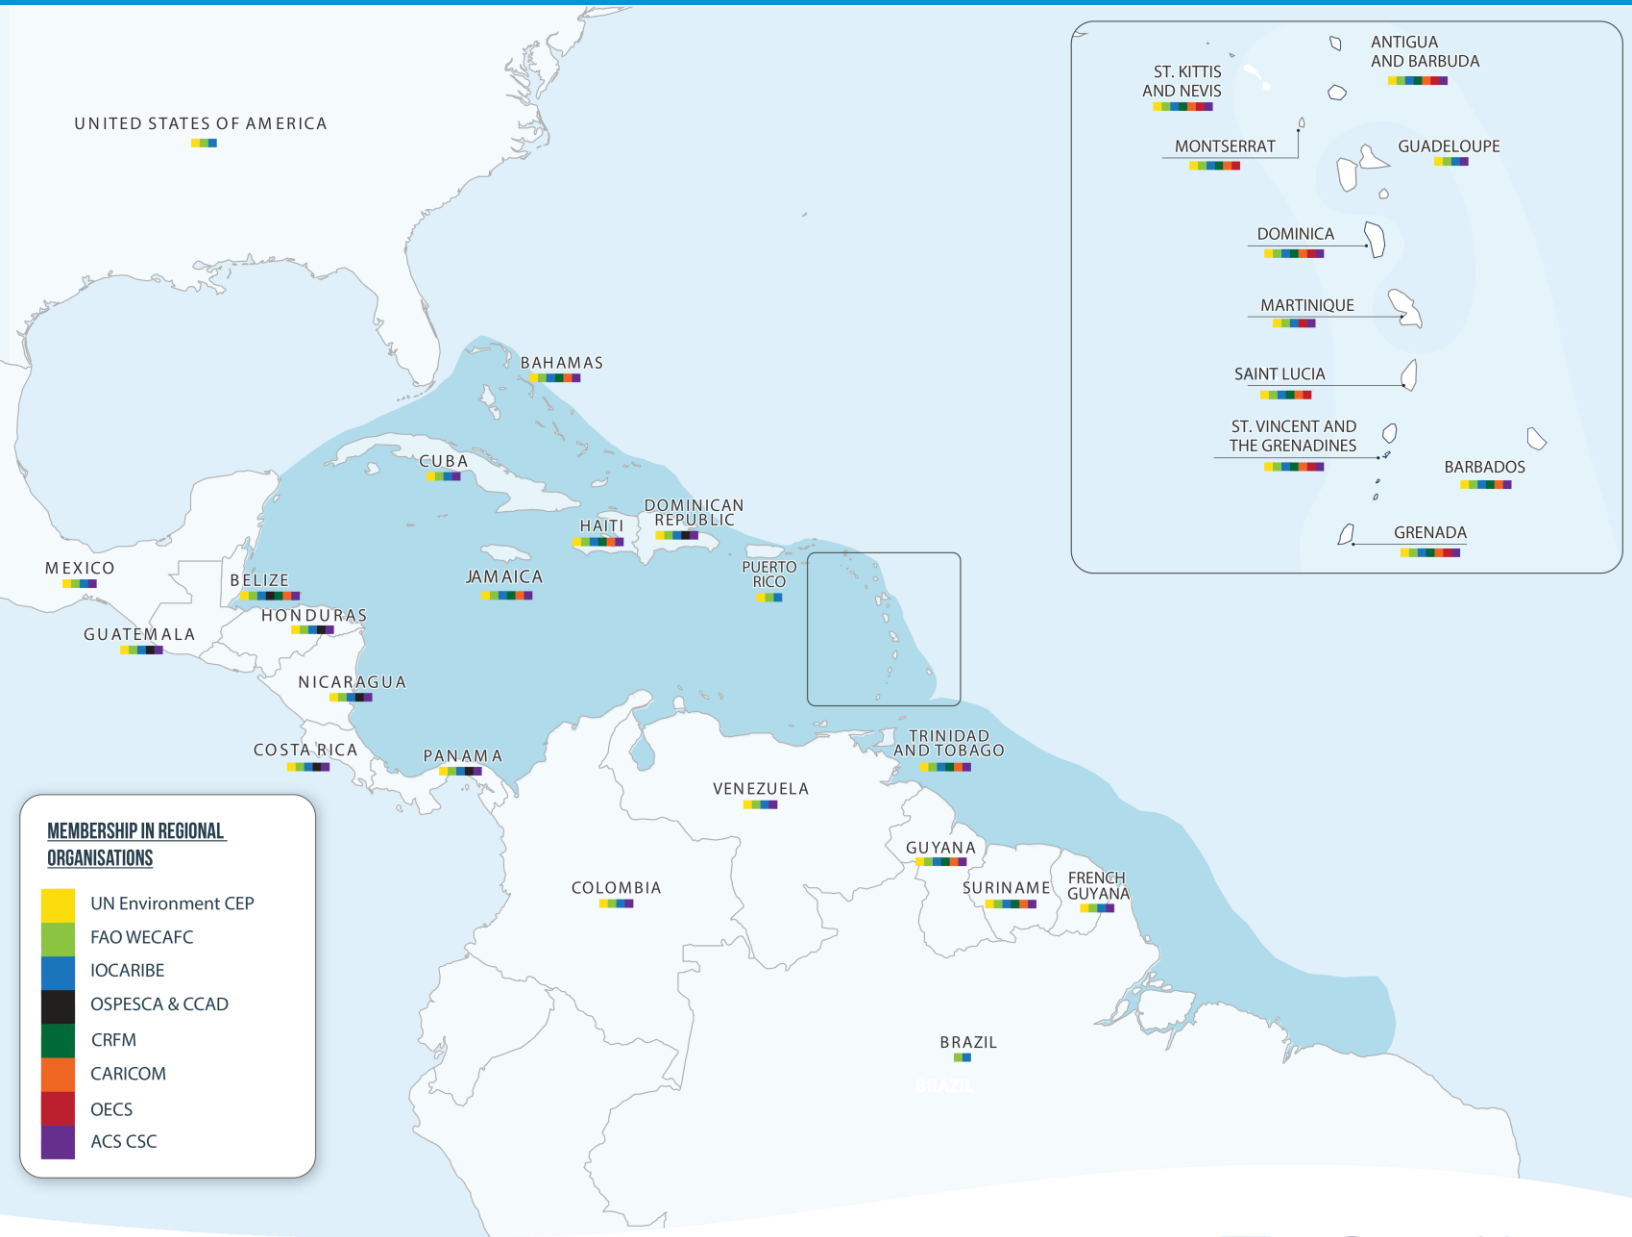 UNITED STATES OF AMERICA
BAHAMAS
CUBA
HAITI
DOMINICAN
REPUBLIC
JAMAICA
PUERTO
RICO
MEXICO
BELIZE
HONDURAS
GUATEMALA
NICARAGUA
COSTA RICA
PANAMA
TRINIDAD
AND TOBAGO
VENEZUELA
GUYANA
COLOMBIA
SURINAME
FRENCH
GUYANA
BRAZIL
BRAZIL
ST. KITTIS
AND NEVIS
ANTIGUA
AND BARBUDA
MONTSERRAT
GUADELOUPE
DOMINICA
MARTINIQUE
SAINT LUCIA
ST. VINCENT AND
THE GRENADINES
BARBADOS
GRENADA
MEMBERSHIP IN REGIONAL
ORGANISATIONS
UN Environment CEP
FAO WECAFC
IOCARIBE
OSPESCA & CCAD
CRFM
CARICOM
OECS
ACS CSC